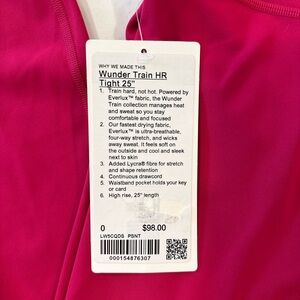 WHY WE MADE THIS
Wunder Train HR
Tight 25"
1. Train hard, not hot. Powered by
Everlux™ fabric, the Wunder
Train collection manages heat
and sweat so you stay
comfortable and focused
2. Our fastest drying fabric,
Everlux™ is ultra-breathable,
four-way stretch, and wicks
away sweat. It feels soft on
the outside and cool and sleek
next to skin
3. Added Lycra® fibre for stretch
and shape retention
4. Continuous drawcord
5. Waistband pocket holds your key
or card
6. High rise, 25" length
0 $98.00
LW5CQDS PSNT
000154876307